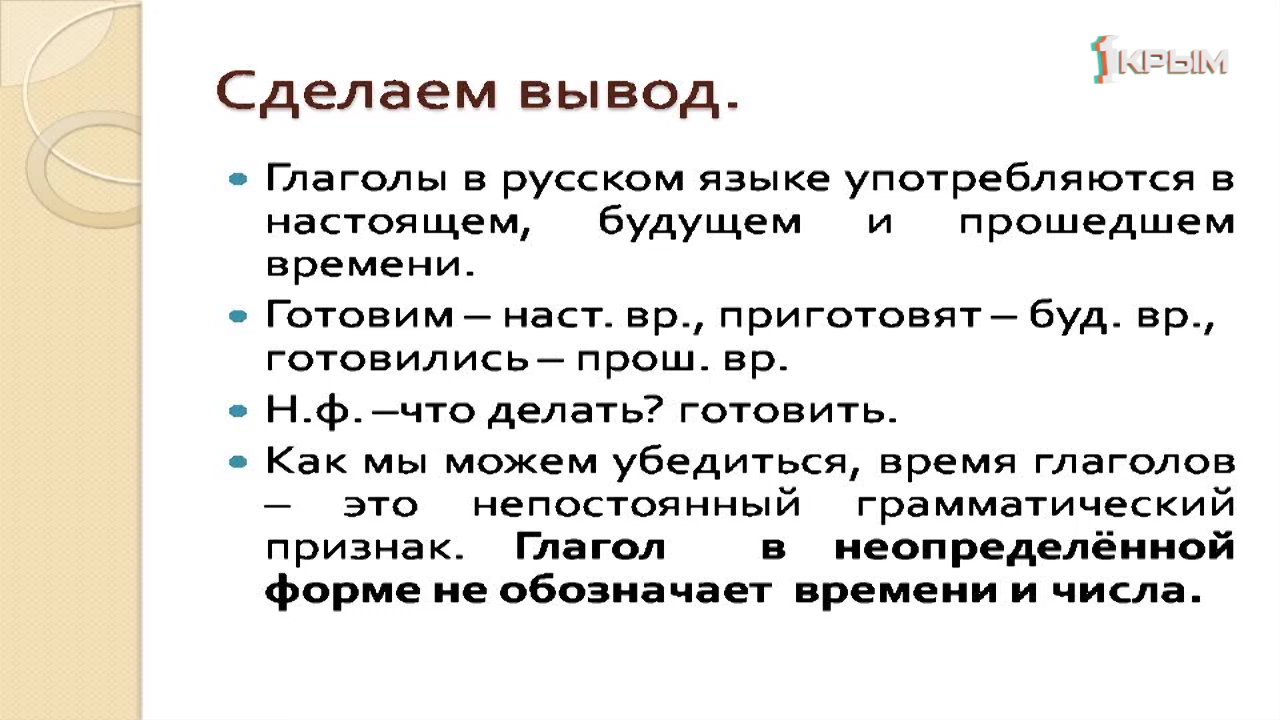 1 КРЫМ
Сделаем вывод.
• Глаголы в русском языке употребляются в
настоящем, будущем и прошедшем
времени.
• Готовим – наст. вр., приготовят – буд. вр.,
готовились – прош. вр.
• Н.ф. –что делать? готовить.
• Как мы можем убедиться, время глаголов
– это непостоянный грамматический
признак. Глагол в неопределённой
форме не обозначает времени и числа.